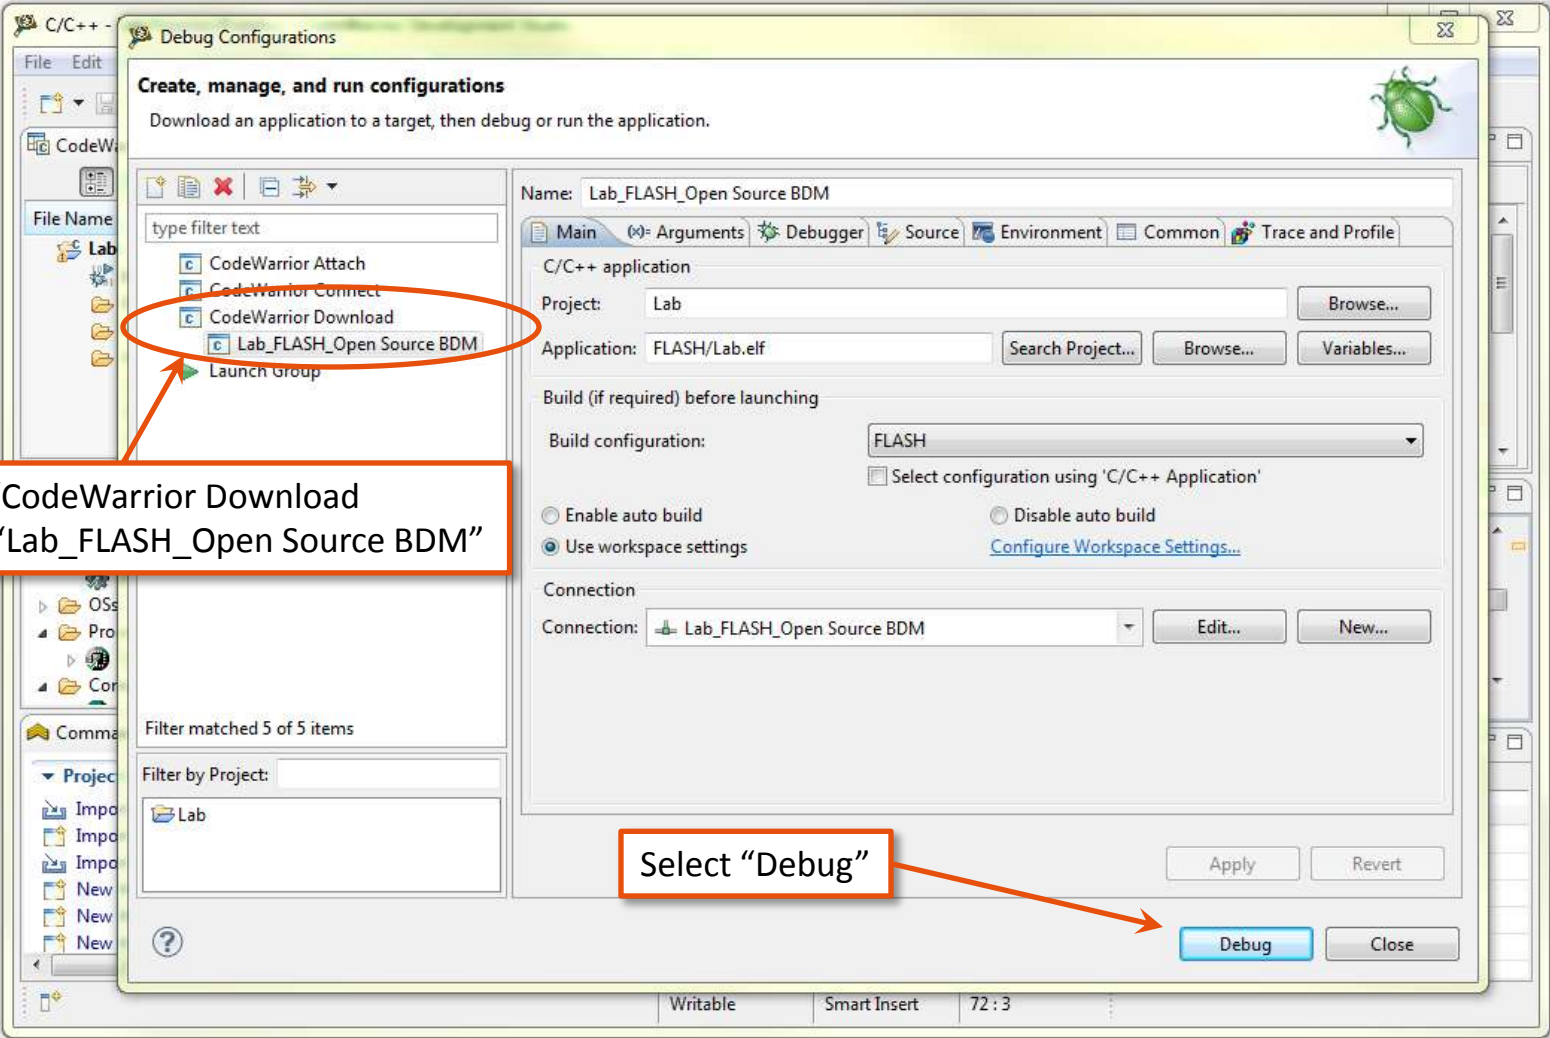 C/C++ -
Debug Configurations
File Edit
Create, manage, and run configurations
Download an application to a target, then debug or run the application.
CodeWa
File Name
Lab
type filter text
CodeWarrior Attach
CodeWarrior Connect
CodeWarrior Download
Lab_FLASH_Open Source BDM
Launch Group
Name: Lab_FLASH_Open Source BDM
Main (x)= Arguments Debugger Source Environment Common Trace and Profile
C/C++ application
Project: Lab Browse...
Application: FLASH/Lab.elf Search Project... Browse... Variables...
Build (if required) before launching
Build configuration: FLASH
Select configuration using 'C/C++ Application'
Enable auto build Disable auto build
Use workspace settings Configure Workspace Settings...
CodeWarrior Download
“Lab_FLASH_Open Source BDM”
Connection
Connection: Lab_FLASH_Open Source BDM Edit... New...
OSs
Pro
Cor
Filter matched 5 of 5 items
Filter by Project:
Lab
Comma
Projec
Impo
Impo
Impo
New
New
New
Select “Debug”
Apply Revert
Debug Close
Writable Smart Insert 72 : 3